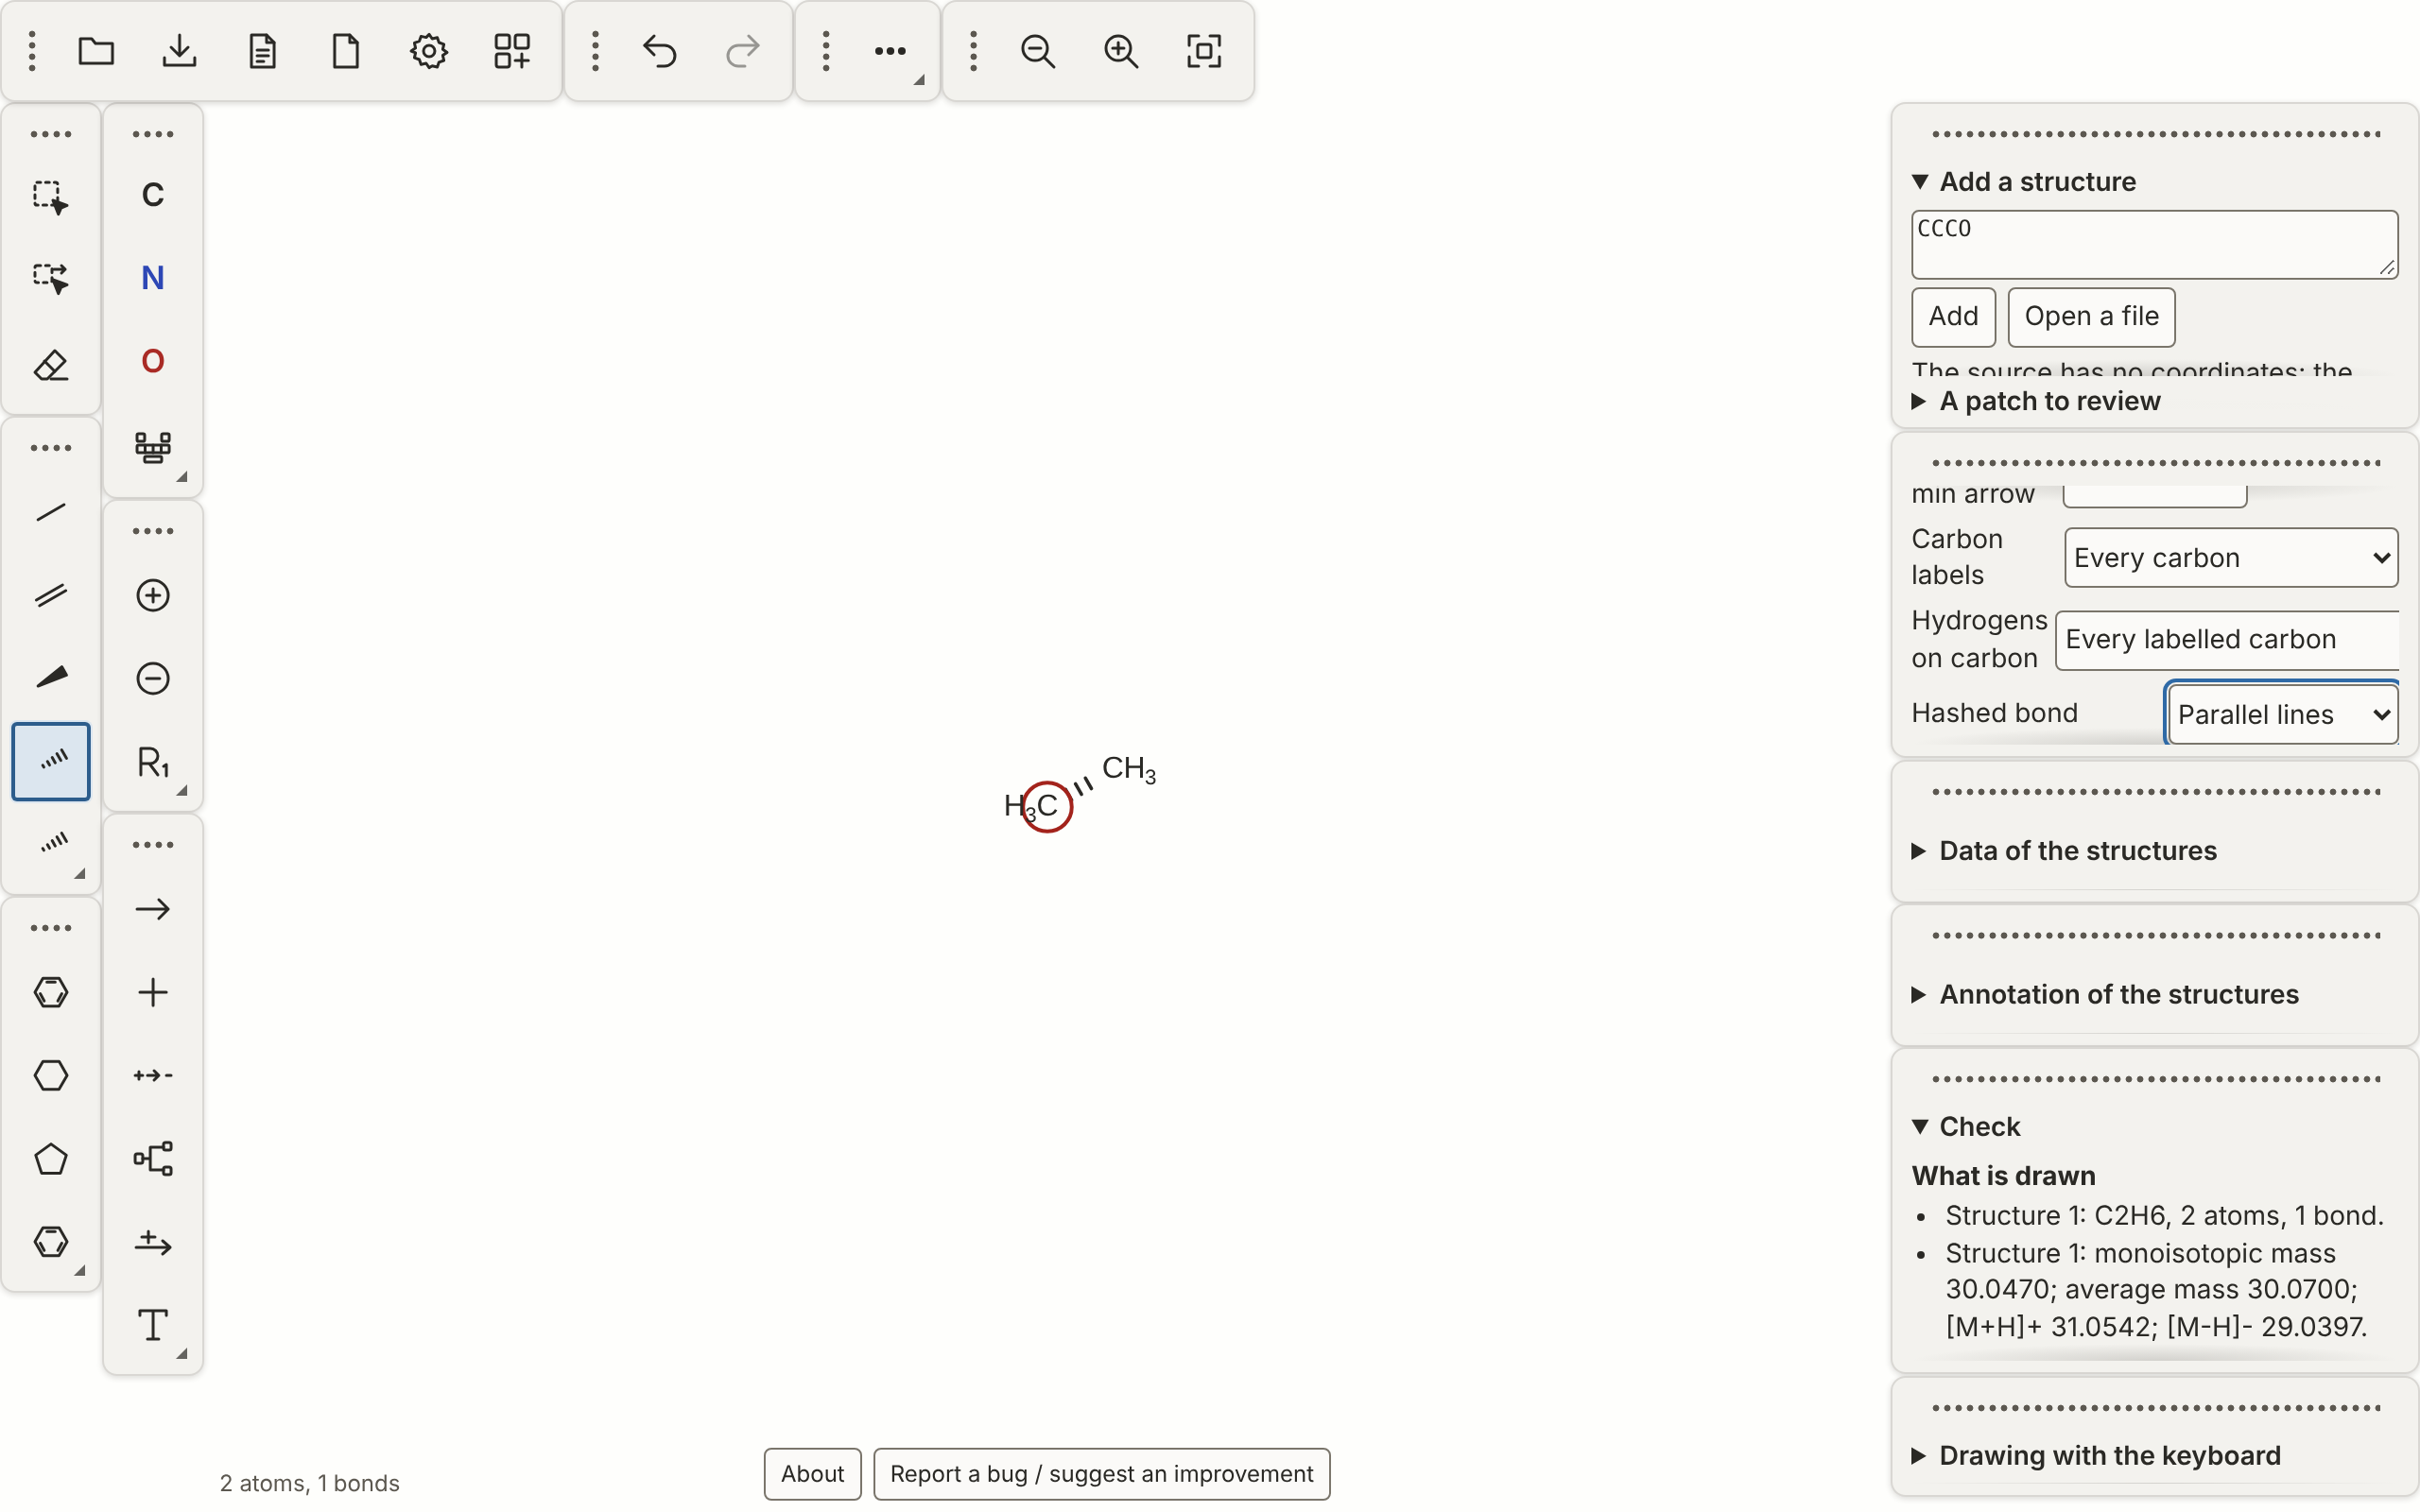 C
N
O
R1
T
CH3
H3C
2 atoms, 1 bonds
About
Report a bug / suggest an improvement
Add a structure
CCCO
Add
Open a file
The source has no coordinates: the
A patch to review
min arrow
Carbon
labels
Every carbon
Hydrogens
on carbon
Every labelled carbon
Hashed bond
Parallel lines
Data of the structures
Annotation of the structures
Check
What is drawn
Structure 1: C2H6, 2 atoms, 1 bond.
Structure 1: monoisotopic mass
30.0470; average mass 30.0700;
[M+H]+ 31.0542; [M-H]- 29.0397.
Drawing with the keyboard